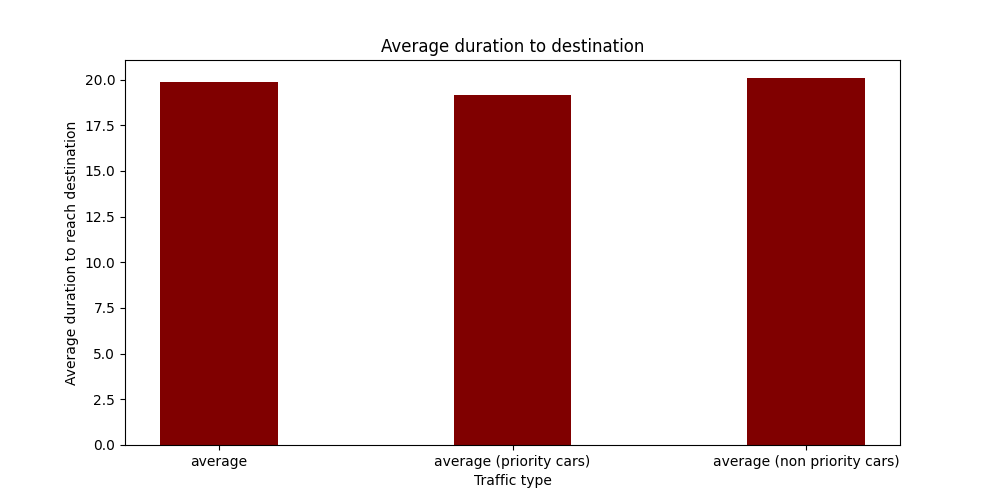 Average duration to destination
Average duration to reach destination
20.0
17.5
15.0
12.5
10.0
7.5
5.0
2.5
0.0
average
average (priority cars)
average (non priority cars)
Traffic type